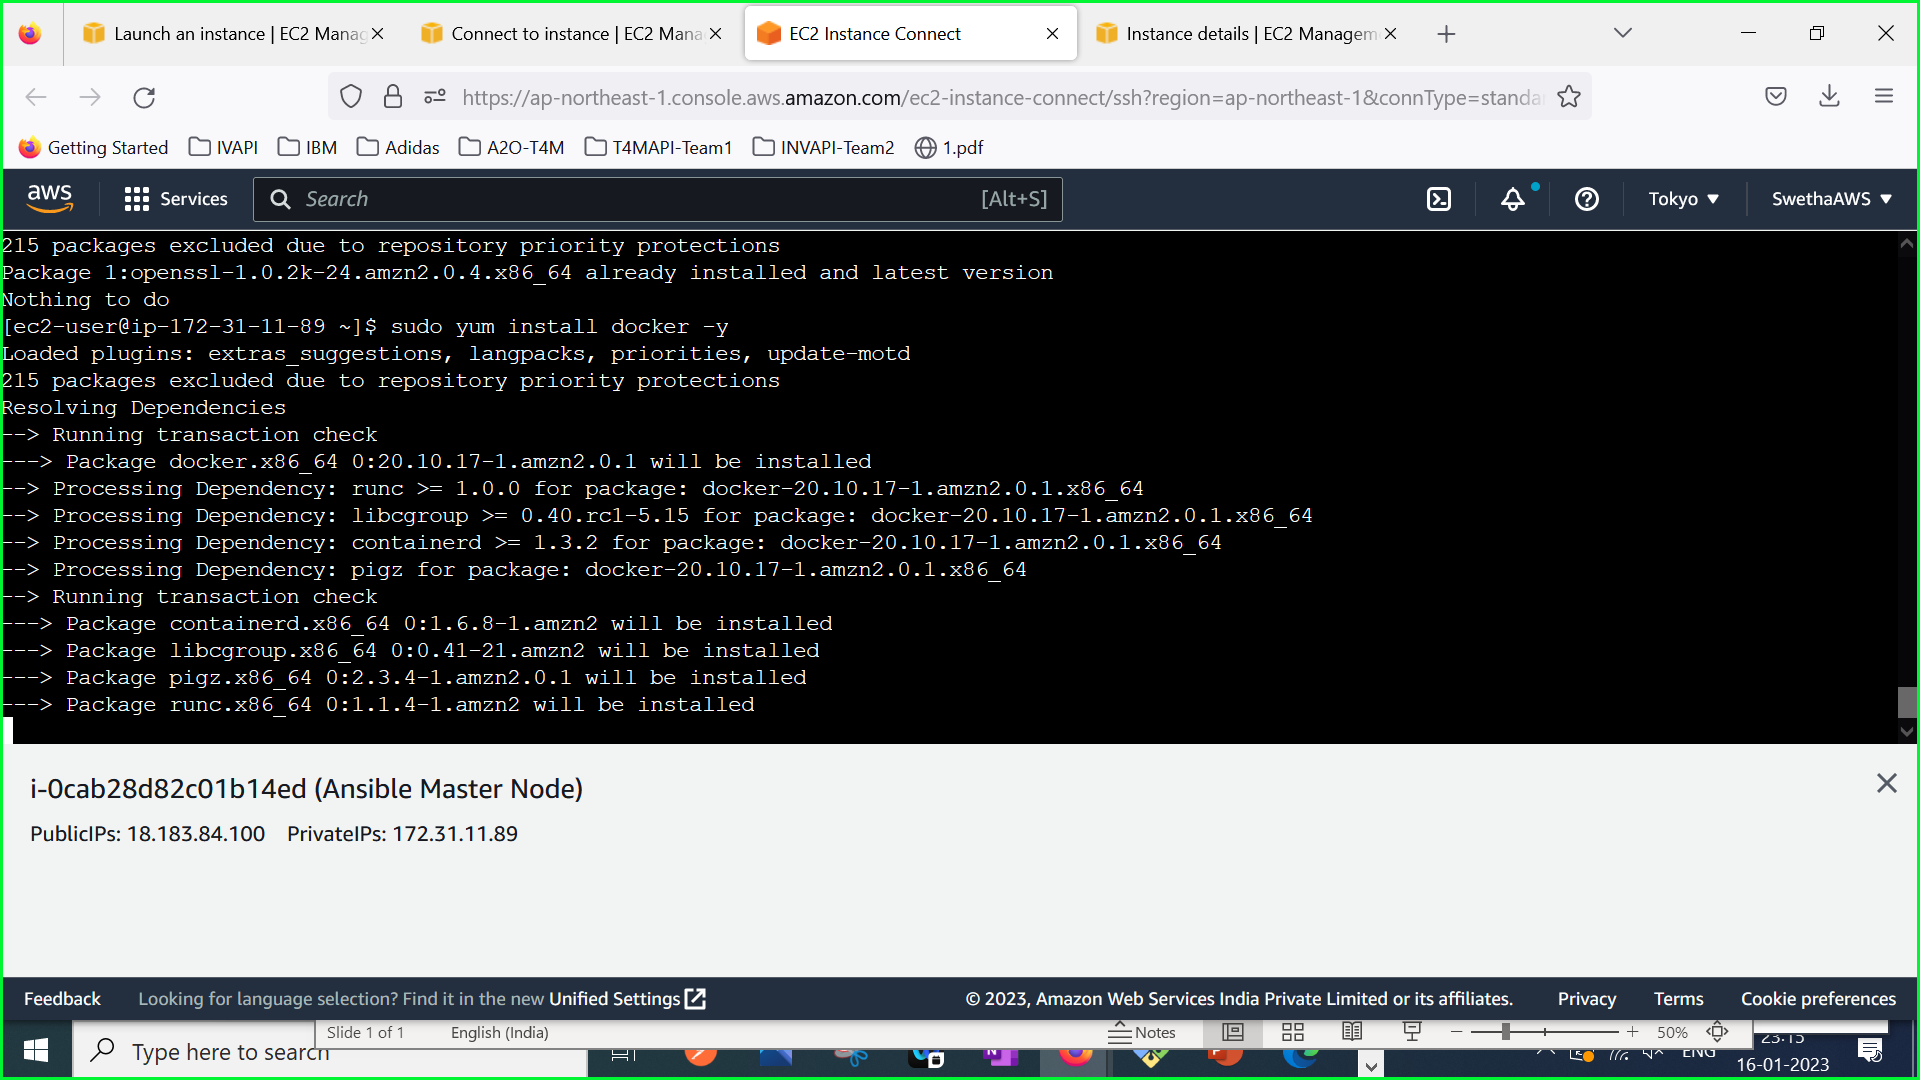 Launch an instance | EC2 Manag
Connect to instance | EC2 Mana
EC2 Instance Connect
Instance details | EC2 Managem
https://ap-northeast-1.console.aws.amazon.com/ec2-instance-connect/ssh?region=ap-northeast-1&connType=standa
Getting Started
IVAPI
IBM
Adidas
A2O-T4M
T4MAPI-Team1
INVAPI-Team2
1.pdf
aws
Services
Search
[Alt+S]
Tokyo
SwethaAWS
215 packages excluded due to repository priority protections
Package 1:openssl-1.0.2k-24.amzn2.0.4.x86_64 already installed and latest version
Nothing to do
[ec2-user@ip-172-31-11-89 ~]$ sudo yum install docker -y
Loaded plugins: extras_suggestions, langpacks, priorities, update-motd
215 packages excluded due to repository priority protections
Resolving Dependencies
--> Running transaction check
---> Package docker.x86_64 0:20.10.17-1.amzn2.0.1 will be installed
--> Processing Dependency: runc >= 1.0.0 for package: docker-20.10.17-1.amzn2.0.1.x86_64
--> Processing Dependency: libcgroup >= 0.40.rc1-5.15 for package: docker-20.10.17-1.amzn2.0.1.x86_64
--> Processing Dependency: containerd >= 1.3.2 for package: docker-20.10.17-1.amzn2.0.1.x86_64
--> Processing Dependency: pigz for package: docker-20.10.17-1.amzn2.0.1.x86_64
--> Running transaction check
---> Package containerd.x86_64 0:1.6.8-1.amzn2 will be installed
---> Package libcgroup.x86_64 0:0.41-21.amzn2 will be installed
---> Package pigz.x86_64 0:2.3.4-1.amzn2.0.1 will be installed
---> Package runc.x86_64 0:1.1.4-1.amzn2 will be installed
i-0cab28d82c01b14ed (Ansible Master Node)
PublicIPs: 18.183.84.100 PrivateIPs: 172.31.11.89
Feedback
Looking for language selection? Find it in the new Unified Settings
© 2023, Amazon Web Services India Private Limited or its affiliates.
Privacy
Terms
Cookie preferences
Slide 1 of 1
English (India)
Notes
50%
Type here to search
ENG
23:15
16-01-2023